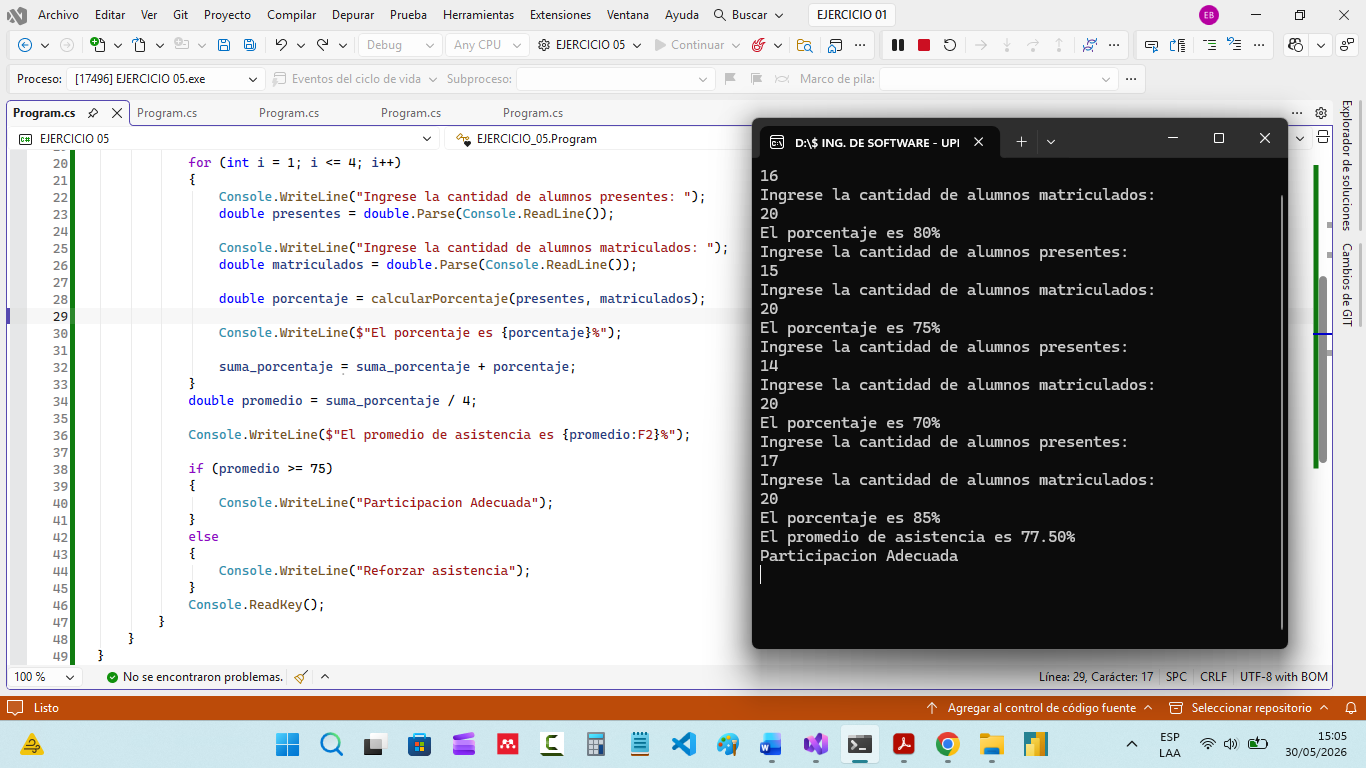 Archivo Editar Ver Git Proyecto Compilar Depurar Prueba Herramientas Extensiones Ventana Ayuda Buscar EJERCICIO 01 EB
Debug Any CPU EJERCICIO 05 Continuar
Proceso: [17496] EJERCICIO 05.exe Eventos del ciclo de vida Subproceso: Marco de pila:
Program.cs Program.cs Program.cs Program.cs Program.cs
EJERCICIO 05 EJERCICIO_05.Program
20 for (int i = 1; i <= 4; i++)
21 {
22 Console.WriteLine("Ingrese la cantidad de alumnos presentes: ");
23 double presentes = double.Parse(Console.ReadLine());
24
25 Console.WriteLine("Ingrese la cantidad de alumnos matriculados: ");
26 double matriculados = double.Parse(Console.ReadLine());
27
28 double porcentaje = calcularPorcentaje(presentes, matriculados);
29
30 Console.WriteLine($"El porcentaje es {porcentaje}%");
31
32 suma_porcentaje = suma_porcentaje + porcentaje;
33 }
34 double promedio = suma_porcentaje / 4;
35
36 Console.WriteLine($"El promedio de asistencia es {promedio:F2}%");
37
38 if (promedio >= 75)
39 {
40 Console.WriteLine("Participacion Adecuada");
41 }
42 else
43 {
44 Console.WriteLine("Reforzar asistencia");
45 }
46 Console.ReadKey();
47 }
48 }
49 }
D:\$ ING. DE SOFTWARE - UPI
16
Ingrese la cantidad de alumnos matriculados:
20
El porcentaje es 80%
Ingrese la cantidad de alumnos presentes:
15
Ingrese la cantidad de alumnos matriculados:
20
El porcentaje es 75%
Ingrese la cantidad de alumnos presentes:
14
Ingrese la cantidad de alumnos matriculados:
20
El porcentaje es 70%
Ingrese la cantidad de alumnos presentes:
17
Ingrese la cantidad de alumnos matriculados:
20
El porcentaje es 85%
El promedio de asistencia es 77.50%
Participacion Adecuada
Explorador de soluciones
Cambios de GIT
100 % No se encontraron problemas. Línea: 29, Carácter: 17 SPC CRLF UTF-8 with BOM
Listo Agregar al control de código fuente Seleccionar repositorio
ESP 15:05
LAA 30/05/2026